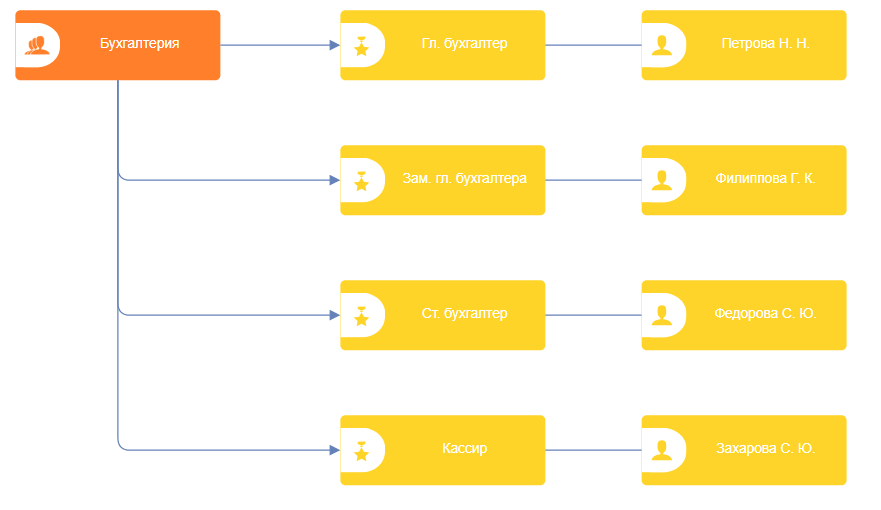 Бухгалтерия
Гл. бухгалтер
Петрова Н. Н.
Зам. гл. бухгалтера
Филиппова Г. К.
Ст. бухгалтер
Федорова С. Ю.
Кассир
Захарова С. Ю.